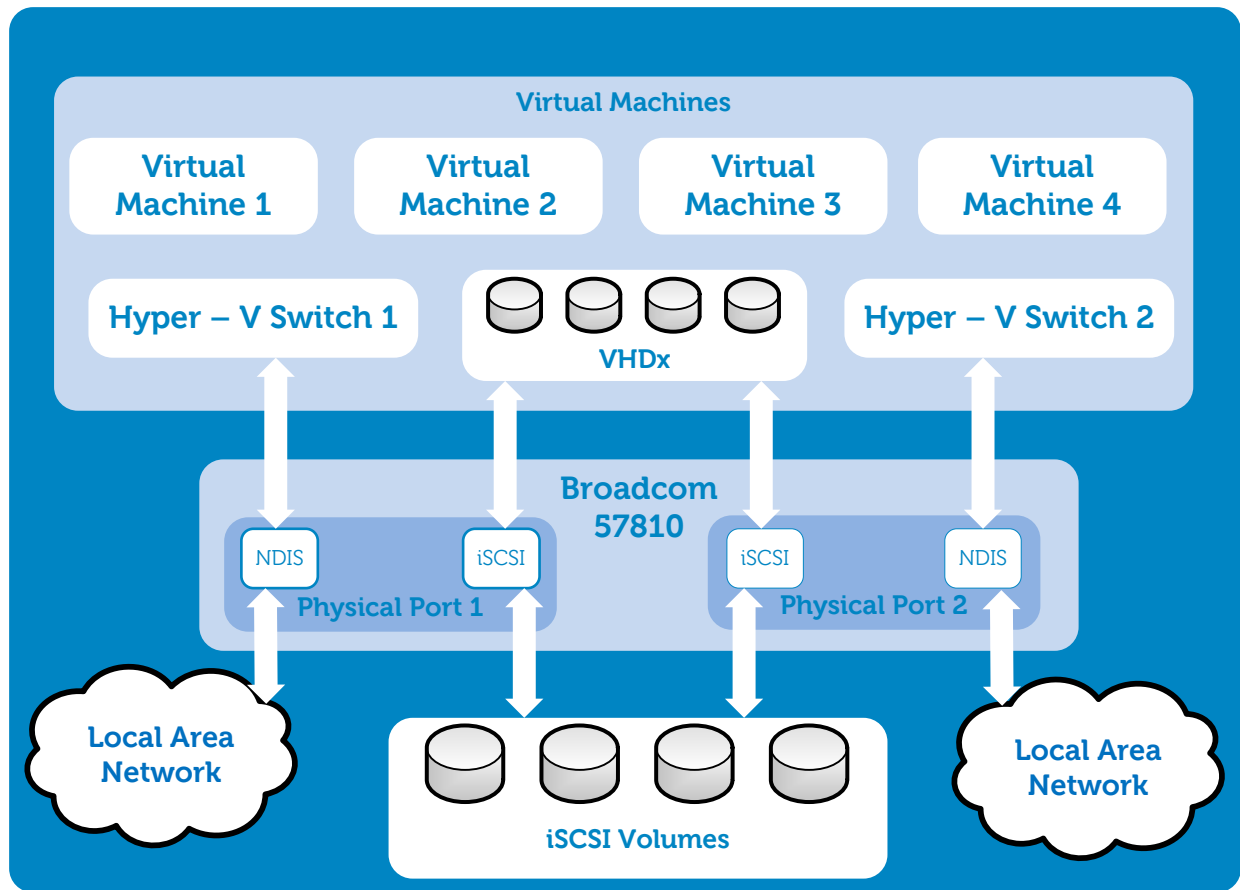 Virtual Machines
Virtual
Machine 1
Virtual
Machine 2
Virtual
Machine 3
Virtual
Machine 4
Hyper – V Switch 1
VHDx
Hyper – V Switch 2
Broadcom
57810
NDIS
iSCSI
Physical Port 1
iSCSI
NDIS
Physical Port 2
Local Area
Network
iSCSI Volumes
Local Area
Network